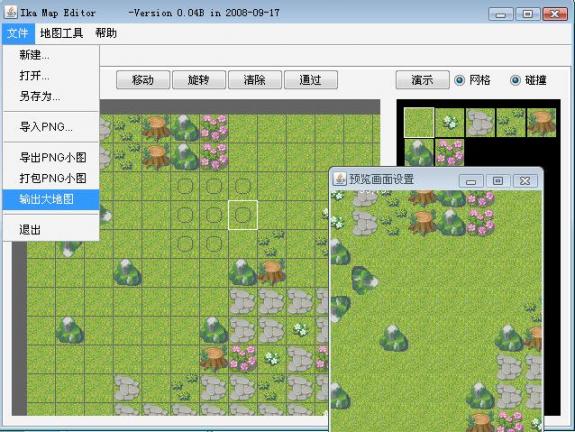 Ika Map Editor -Version 0.04B in 2008-09-17
文件 地图工具 帮助
新建...
打开...
另存为...
导入PNG...
导出PNG小图
打包PNG小图
输出大地图
退出
移动 旋转 清除 通过 演示 网格 碰撞
预览画面设置